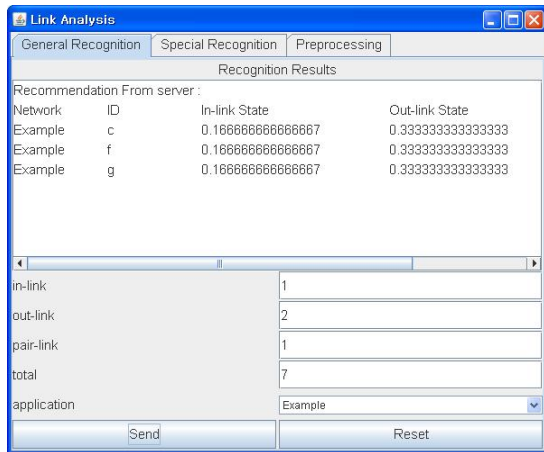 Link Analysis
General Recognition Special Recognition Preprocessing
Recognition Results
Recommendation From server :
Network ID In-link State Out-link State
Example c 0.166666666666667 0.333333333333333
Example f 0.166666666666667 0.333333333333333
Example g 0.166666666666667 0.333333333333333
in-link 1
out-link 2
pair-link 1
total 7
application Example
Send Reset